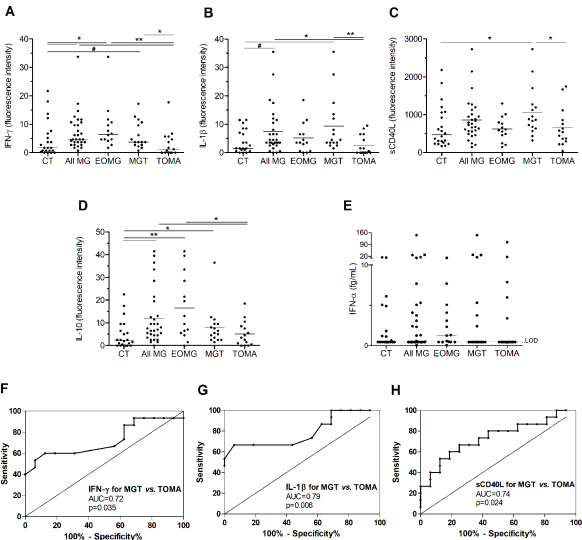 A
B
C
IFN-γ (fluorescence intensity)
40
30
20
10
0
* ** * #
CT All MG EOMG MGT TOMA
IL-1β (fluorescence intensity)
40
30
20
10
0
# * **
CT All MG EOMG MGT TOMA
sCD40L (fluorescence intensity)
3000
2500
2000
1500
1000
500
0
* *
CT All MG EOMG MGT TOMA
D
E
IL-10 (fluorescence intensity)
50
40
30
20
10
0
* * **
CT All MG EOMG MGT TOMA
IFN-α (fg/mL)
160
90
20
10
5
0
LOD
CT All MG EOMG MGT TOMA
F
G
H
Sensitivity
100
80
60
40
20
0
IFN-γ for MGT vs. TOMA
AUC=0.72
p=0.035
0 20 40 60 80 100
100% - Specificity%
Sensitivity
100
80
60
40
20
0
IL-1β for MGT vs. TOMA
AUC=0.79
p=0.006
0 20 40 60 80 100
100% - Specificity%
Sensitivity
100
80
60
40
20
0
sCD40L for MGT vs. TOMA
AUC=0.74
p=0.024
0 20 40 60 80 100
100% - Specificity%